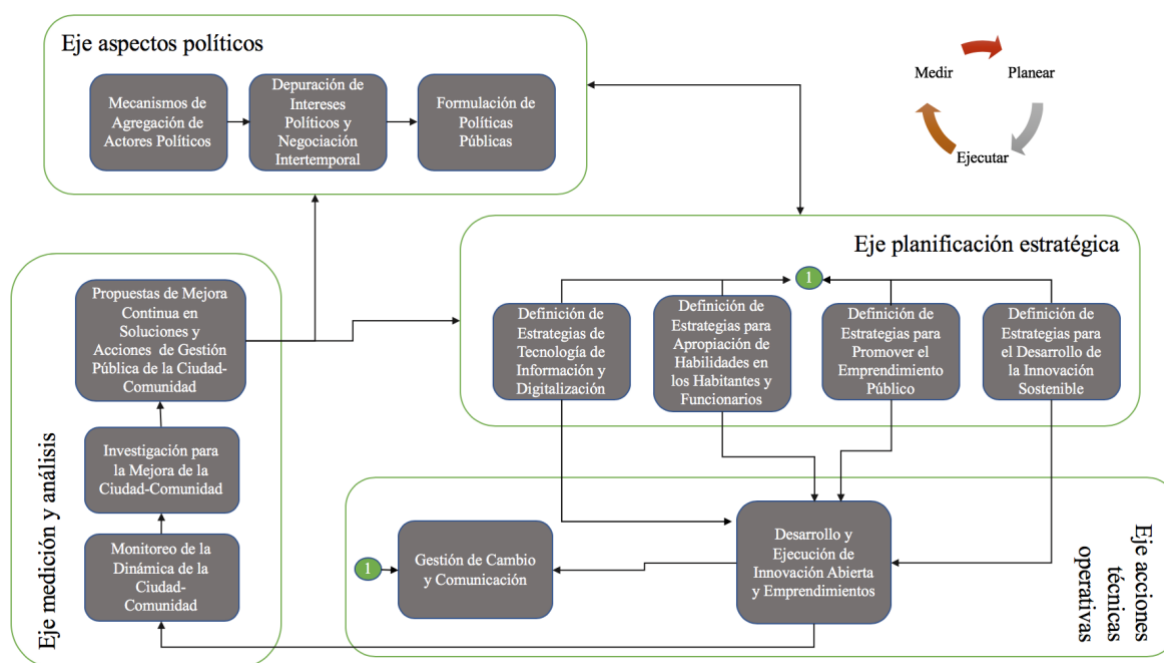 Eje aspectos políticos
Mecanismos de
Agregación de
Actores Políticos
Depuración de
Intereses
Políticos y
Negociación
Intertemporal
Formulación de
Políticas
Públicas
Medir
Planear
Ejecutar
Eje planificación estratégica
1
Definición de
Estrategias de
Tecnología de
Información y
Digitalización
Definición de
Estrategias para
Apropiación de
Habilidades en
los Habitantes y
Funcionarios
Definición de
Estrategias para
Promover el
Emprendimiento
Público
Definición de
Estrategias para
el Desarrollo de
la Innovación
Sostenible
Eje medición y análisis
Propuestas de Mejora
Continua en
Soluciones y
Acciones de Gestión
Pública de la Ciudad-
Comunidad
Investigación para
la Mejora de la
Ciudad-Comunidad
Monitoreo de la
Dinámica de la
Ciudad-
Comunidad
1
Gestión de Cambio
y Comunicación
Desarrollo y
Ejecución de
Innovación Abierta
y Emprendimientos
Eje acciones
técnicas
operativas